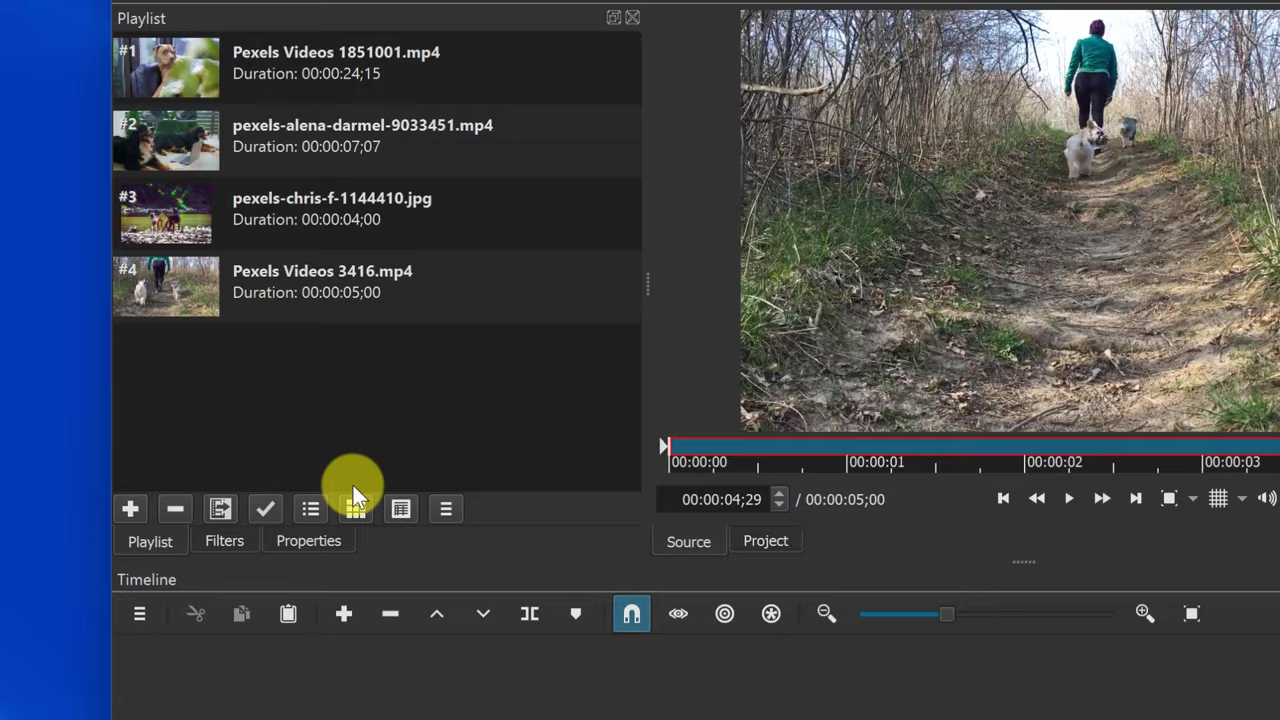 Playlist
#1
Pexels Videos 1851001.mp4
Duration: 00:00:24;15
#2
pexels-alena-darmel-9033451.mp4
Duration: 00:00:07;07
#3
pexels-chris-f-1144410.jpg
Duration: 00:00:04;00
#4
Pexels Videos 3416.mp4
Duration: 00:00:05;00
00:00:00
00:00:01
00:00:02
00:00:03
00:00:04;29 / 00:00:05;00
Playlist
Filters
Properties
Source
Project
Timeline